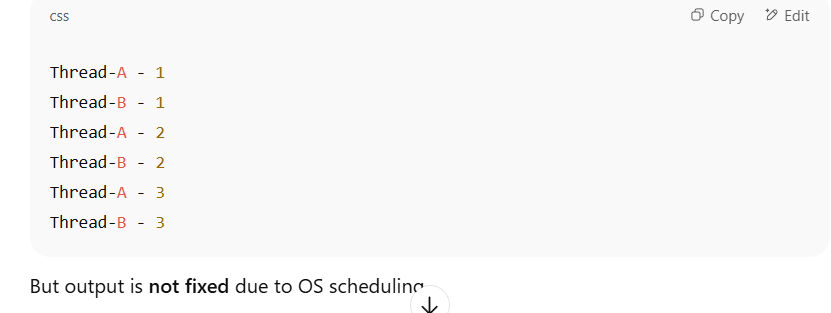 css
Copy
Edit
Thread-A - 1
Thread-B - 1
Thread-A - 2
Thread-B - 2
Thread-A - 3
Thread-B - 3
But output is not fixed due to OS scheduling